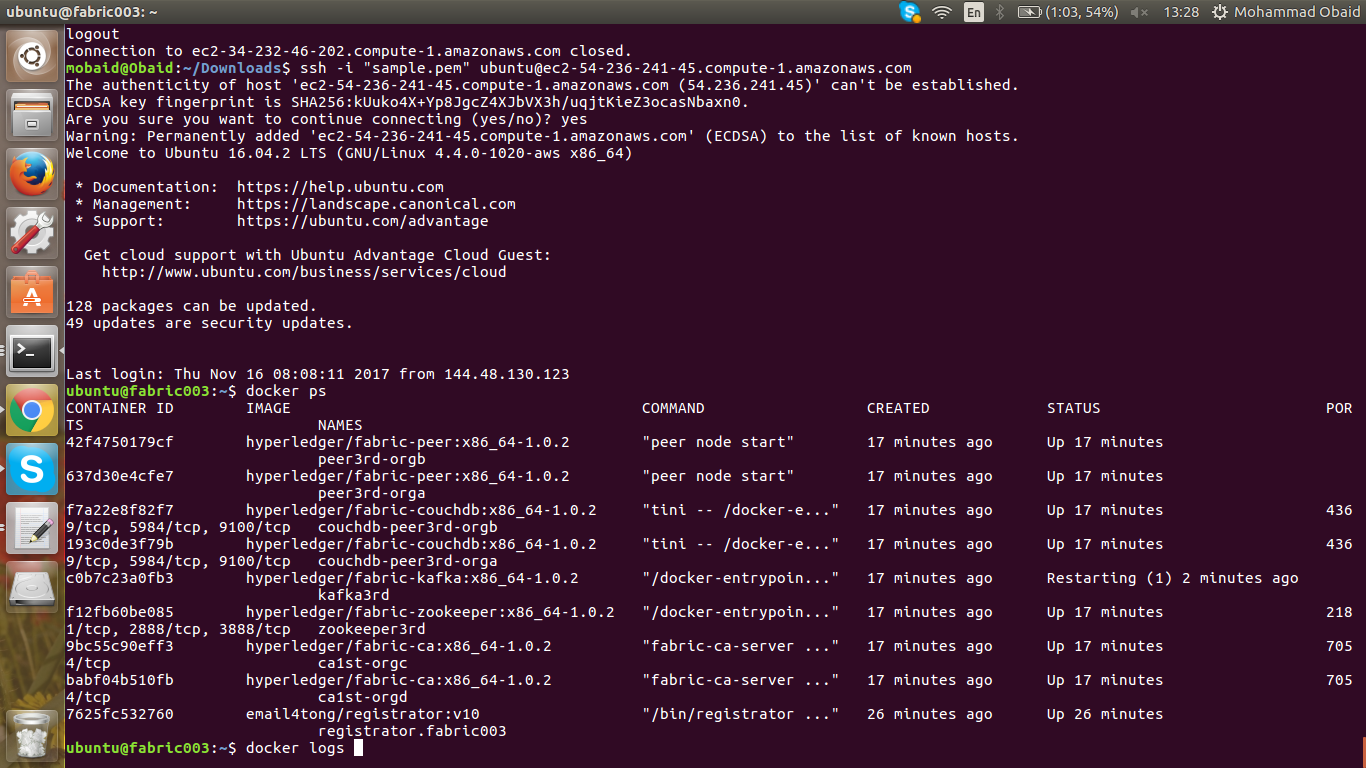 ubuntu@fabric003: ~
En
(1:03, 54%)
13:28
Mohammad Obaid
logout
Connection to ec2-34-232-46-202.compute-1.amazonaws.com closed.
mobaid@Obaid:~/Downloads$ ssh -i "sample.pem" ubuntu@ec2-54-236-241-45.compute-1.amazonaws.com
The authenticity of host 'ec2-54-236-241-45.compute-1.amazonaws.com (54.236.241.45)' can't be established.
ECDSA key fingerprint is SHA256:kUuko4X+Yp8JgcZ4XJbVX3h/uqjtKieZ3ocasNbaxn0.
Are you sure you want to continue connecting (yes/no)? yes
Warning: Permanently added 'ec2-54-236-241-45.compute-1.amazonaws.com' (ECDSA) to the list of known hosts.
Welcome to Ubuntu 16.04.2 LTS (GNU/Linux 4.4.0-1020-aws x86_64)
* Documentation:  https://help.ubuntu.com
* Management:     https://landscape.canonical.com
* Support:        https://ubuntu.com/advantage
Get cloud support with Ubuntu Advantage Cloud Guest:
http://www.ubuntu.com/business/services/cloud
128 packages can be updated.
49 updates are security updates.
Last login: Thu Nov 16 08:08:11 2017 from 144.48.130.123
ubuntu@fabric003:~$ docker ps
CONTAINER ID        IMAGE                                       COMMAND                  CREATED             STATUS                         POR
TS                          NAMES
42f4750179cf        hyperledger/fabric-peer:x86_64-1.0.2        "peer node start"        17 minutes ago      Up 17 minutes
peer3rd-orgb
637d30e4cfe7        hyperledger/fabric-peer:x86_64-1.0.2        "peer node start"        17 minutes ago      Up 17 minutes
peer3rd-orga
f7a22e8f82f7        hyperledger/fabric-couchdb:x86_64-1.0.2     "tini -- /docker-e..."   17 minutes ago      Up 17 minutes                  436
9/tcp, 5984/tcp, 9100/tcp   couchdb-peer3rd-orgb
193c0de3f79b        hyperledger/fabric-couchdb:x86_64-1.0.2     "tini -- /docker-e..."   17 minutes ago      Up 17 minutes                  436
9/tcp, 5984/tcp, 9100/tcp   couchdb-peer3rd-orga
c0b7c23a0fb3        hyperledger/fabric-kafka:x86_64-1.0.2       "/docker-entrypoin..."   17 minutes ago      Restarting (1) 2 minutes ago
kafka3rd
f12fb60be085        hyperledger/fabric-zookeeper:x86_64-1.0.2   "/docker-entrypoin..."   17 minutes ago      Up 17 minutes                  218
1/tcp, 2888/tcp, 3888/tcp   zookeeper3rd
9bc55c90eff3        hyperledger/fabric-ca:x86_64-1.0.2          "fabric-ca-server ..."   17 minutes ago      Up 17 minutes                  705
4/tcp                       ca1st-orgc
babf04b510fb        hyperledger/fabric-ca:x86_64-1.0.2          "fabric-ca-server ..."   17 minutes ago      Up 17 minutes                  705
4/tcp                       ca1st-orgd
7625fc532760        email4tong/registrator:v10                  "/bin/registrator ..."   26 minutes ago      Up 26 minutes
registrator.fabric003
ubuntu@fabric003:~$ docker logs